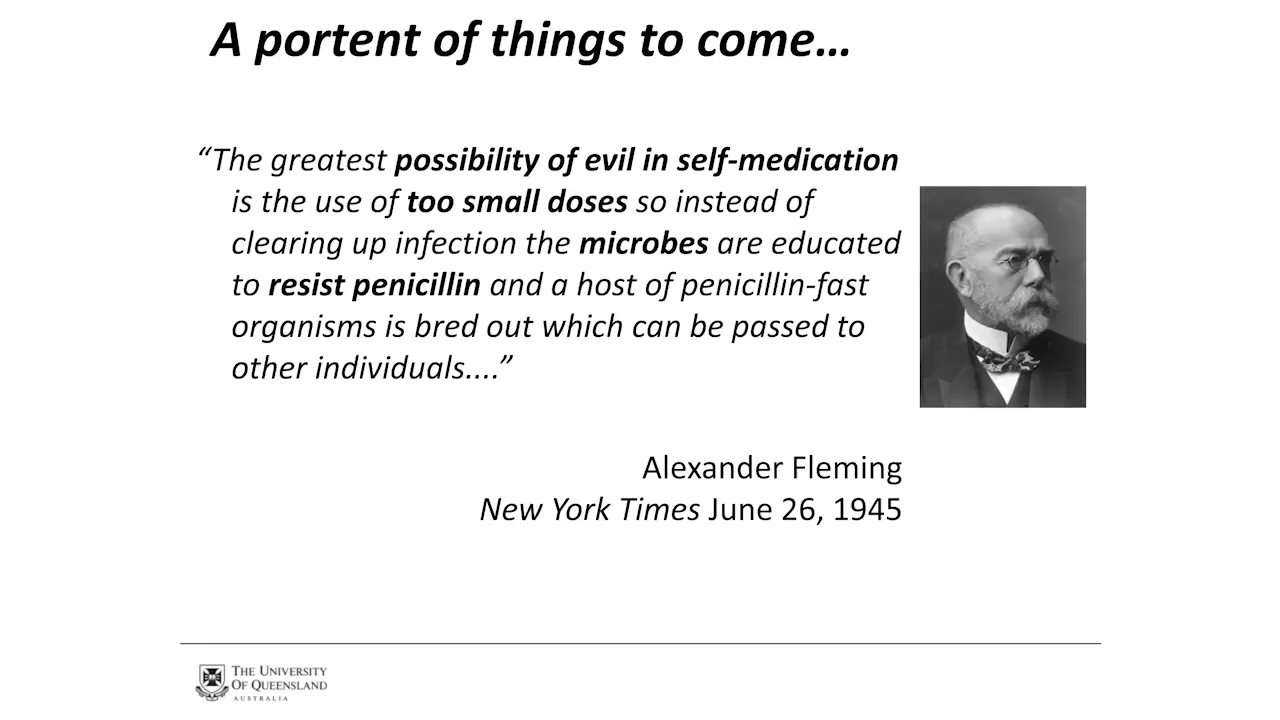 A portent of things to come…
“The greatest possibility of evil in self-medication
is the use of too small doses so instead of
clearing up infection the microbes are educated
to resist penicillin and a host of penicillin-fast
organisms is bred out which can be passed to
other individuals....”
Alexander Fleming
New York Times June 26, 1945
THE UNIVERSITY
OF QUEENSLAND
AUSTRALIA